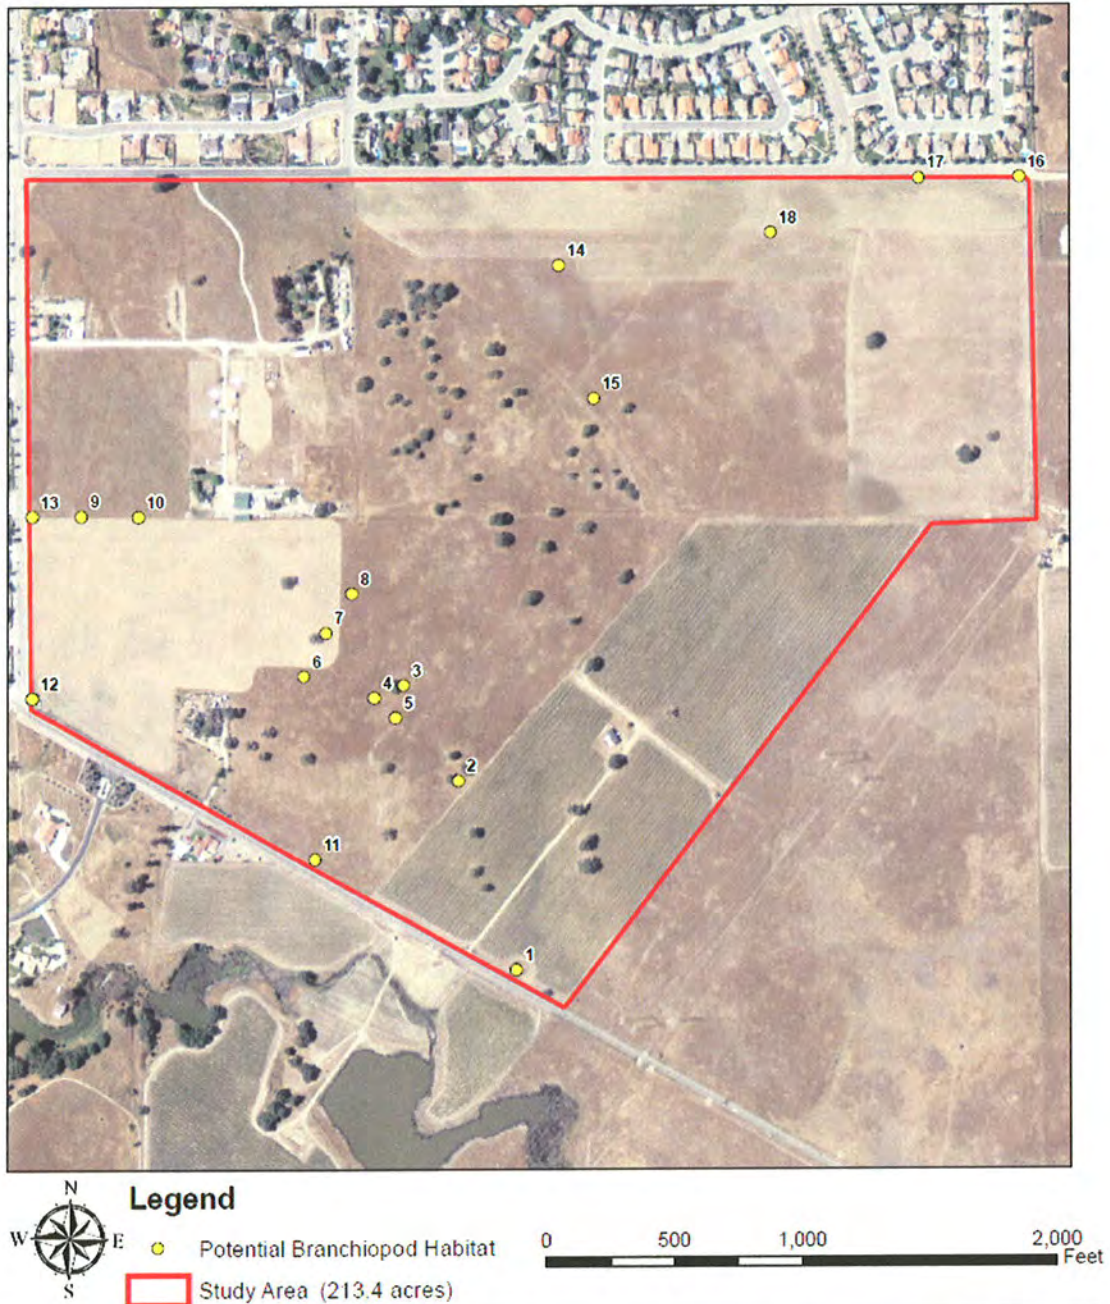 17
16
18
14
15
13
9
10
8
7
6
3
4
5
12
2
11
1
N
W
E
S
Legend
Potential Branchiopod Habitat
Study Area (213.4 acres)
0
500
1,000
2,000
Feet